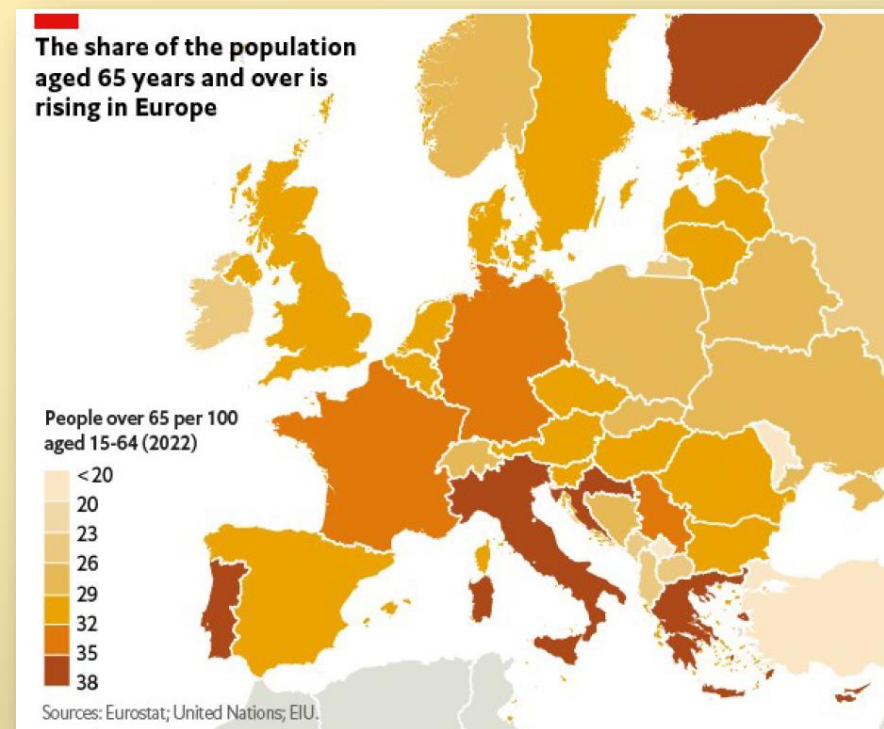 The share of the population
aged 65 years and over is
rising in Europe
People over 65 per 100
aged 15-64 (2022)
<20
20
23
26
29
32
35
38
Sources: Eurostat; United Nations; EIU.